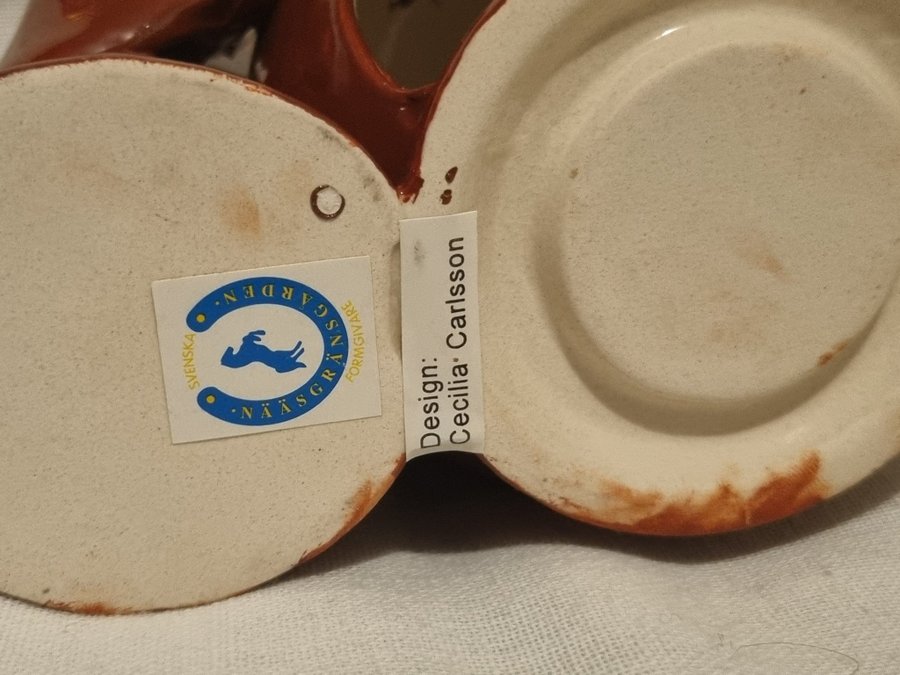 SVENSKA
·NÄÄSGRÄNSGÅRDEN·
FORMGIVARE
Design:
Cecilia Carlsson